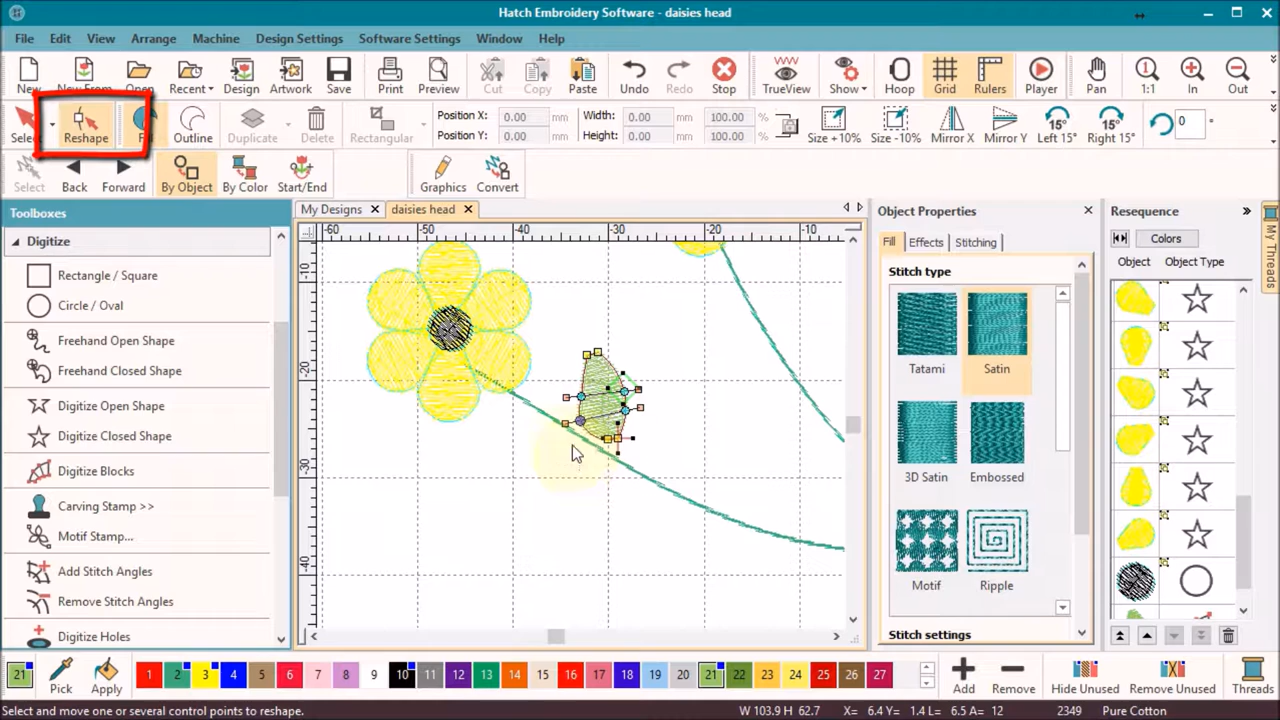 Hatch Embroidery Software - daisies head
File Edit View Arrange Machine Design Settings Software Settings Window Help
New New From Open Recent Design Artwork Save Print Preview Cut Copy Paste Undo Redo Stop TrueView Show Hoop Grid Rulers Player Pan 1:1 In Out
Select Reshape Outline Duplicate Delete Rectangular Size +10% Size -10% Mirror X Mirror Y Left 15° Right 15°
Position X: 0.00 mm Width: 0.00 mm 100.00 %
Position Y: 0.00 mm Height: 0.00 mm 100.00 %
15° 15° 0 °
Select Back Forward By Object By Color Start/End Graphics Convert
Toolboxes
My Designs daisies head
Object Properties
Resequence
Digitize
Rectangle / Square
Circle / Oval
Freehand Open Shape
Freehand Closed Shape
Digitize Open Shape
Digitize Closed Shape
Digitize Blocks
Carving Stamp >>
Motif Stamp...
Add Stitch Angles
Remove Stitch Angles
Digitize Holes
-60 -50 -40 -30 -20 -10
-10
-20
-30
-40
Fill Effects Stitching
Stitch type
Tamati Satin
3D Satin Embossed
Motif Ripple
Stitch settings
Colors
Object Object Type
My Threads
21 Pick Apply 1 2 3 4 5 6 7 8 9 10 11 12 13 14 15 16 17 18 19 20 21 22 23 24 25 26 27 Add Remove Hide Unused Remove Unused Threads
Select and move one or several control points to reshape.
W 103.9 H 62.7 X= 6.4 Y= 1.4 L= 6.5 A= 12 2349 Pure Cotton